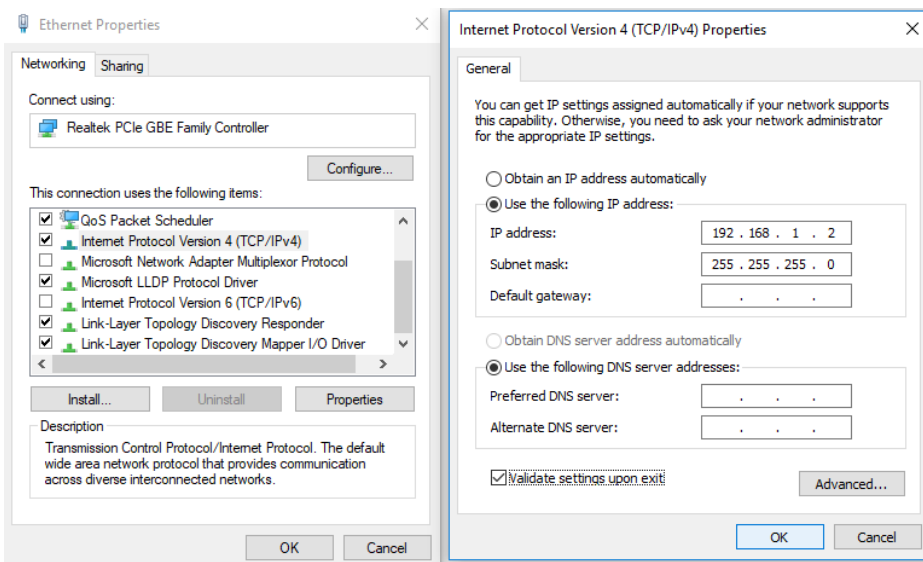 Ethernet Properties
Networking
Sharing
Connect using:
Realtek PCIe GBE Family Controller
Configure...
This connection uses the following items:
QoS Packet Scheduler
Internet Protocol Version 4 (TCP/IPv4)
Microsoft Network Adapter Multiplexor Protocol
Microsoft LLDP Protocol Driver
Internet Protocol Version 6 (TCP/IPv6)
Link-Layer Topology Discovery Responder
Link-Layer Topology Discovery Mapper I/O Driver
Install...
Uninstall
Properties
Description
Transmission Control Protocol/Internet Protocol. The default
wide area network protocol that provides communication
across diverse interconnected networks.
OK
Cancel
Internet Protocol Version 4 (TCP/IPv4) Properties
General
You can get IP settings assigned automatically if your network supports
this capability. Otherwise, you need to ask your network administrator
for the appropriate IP settings.
Obtain an IP address automatically
Use the following IP address:
IP address: 192 . 168 . 1 . 2
Subnet mask: 255 . 255 . 255 . 0
Default gateway: . . .
Obtain DNS server address automatically
Use the following DNS server addresses:
Preferred DNS server: . . .
Alternate DNS server: . . .
Validate settings upon exit
Advanced...
OK
Cancel